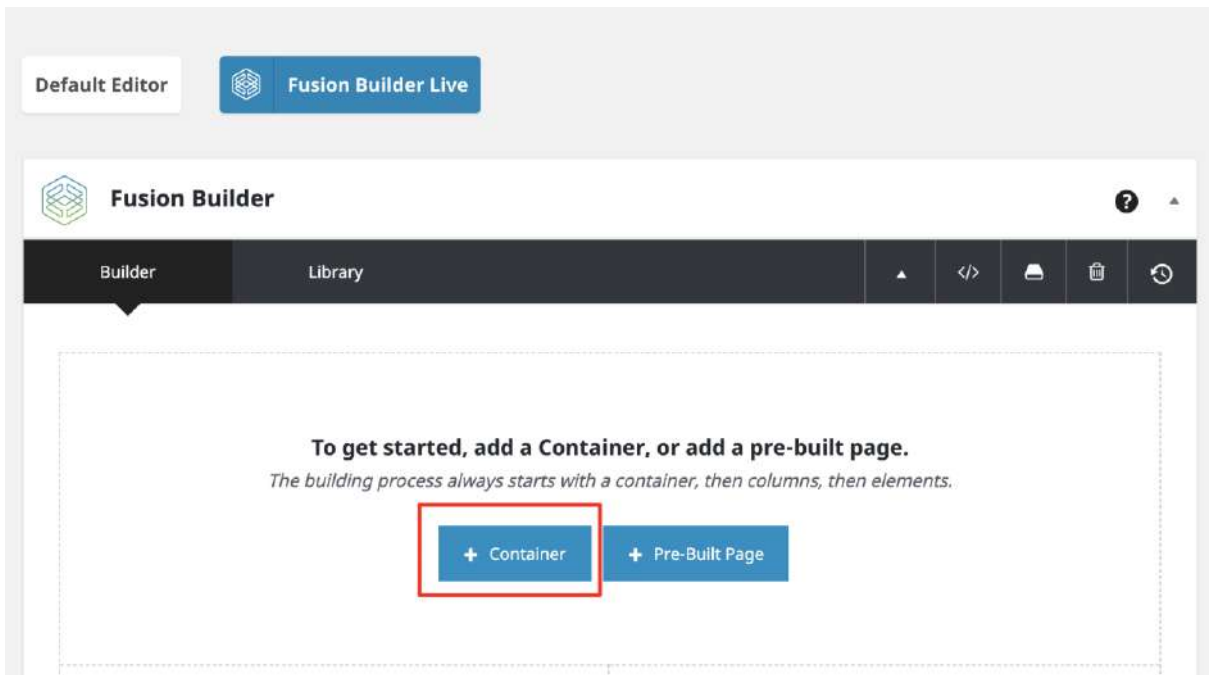 Default Editor
Fusion Builder Live
Fusion Builder
Builder
Library
</>
To get started, add a Container, or add a pre-built page.
The building process always starts with a container, then columns, then elements.
+ Container
+ Pre-Built Page